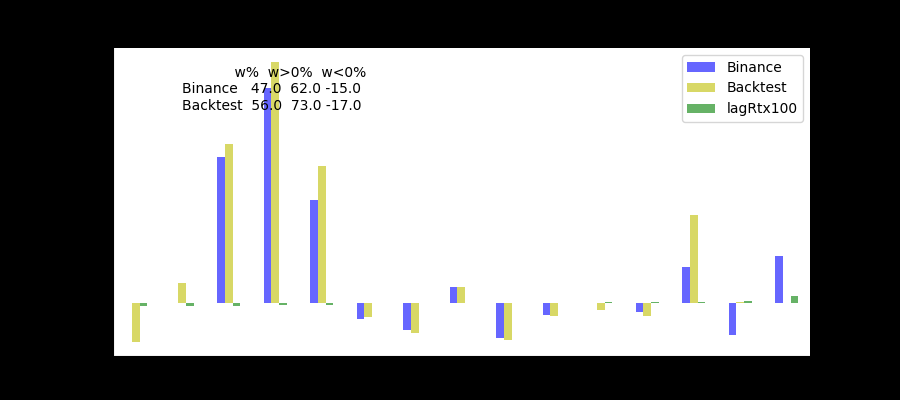 w% w>0% w<0%
Binance 47.0 62.0 -15.0
Backtest 56.0 73.0 -17.0
Binance
Backtest
lagRtx100